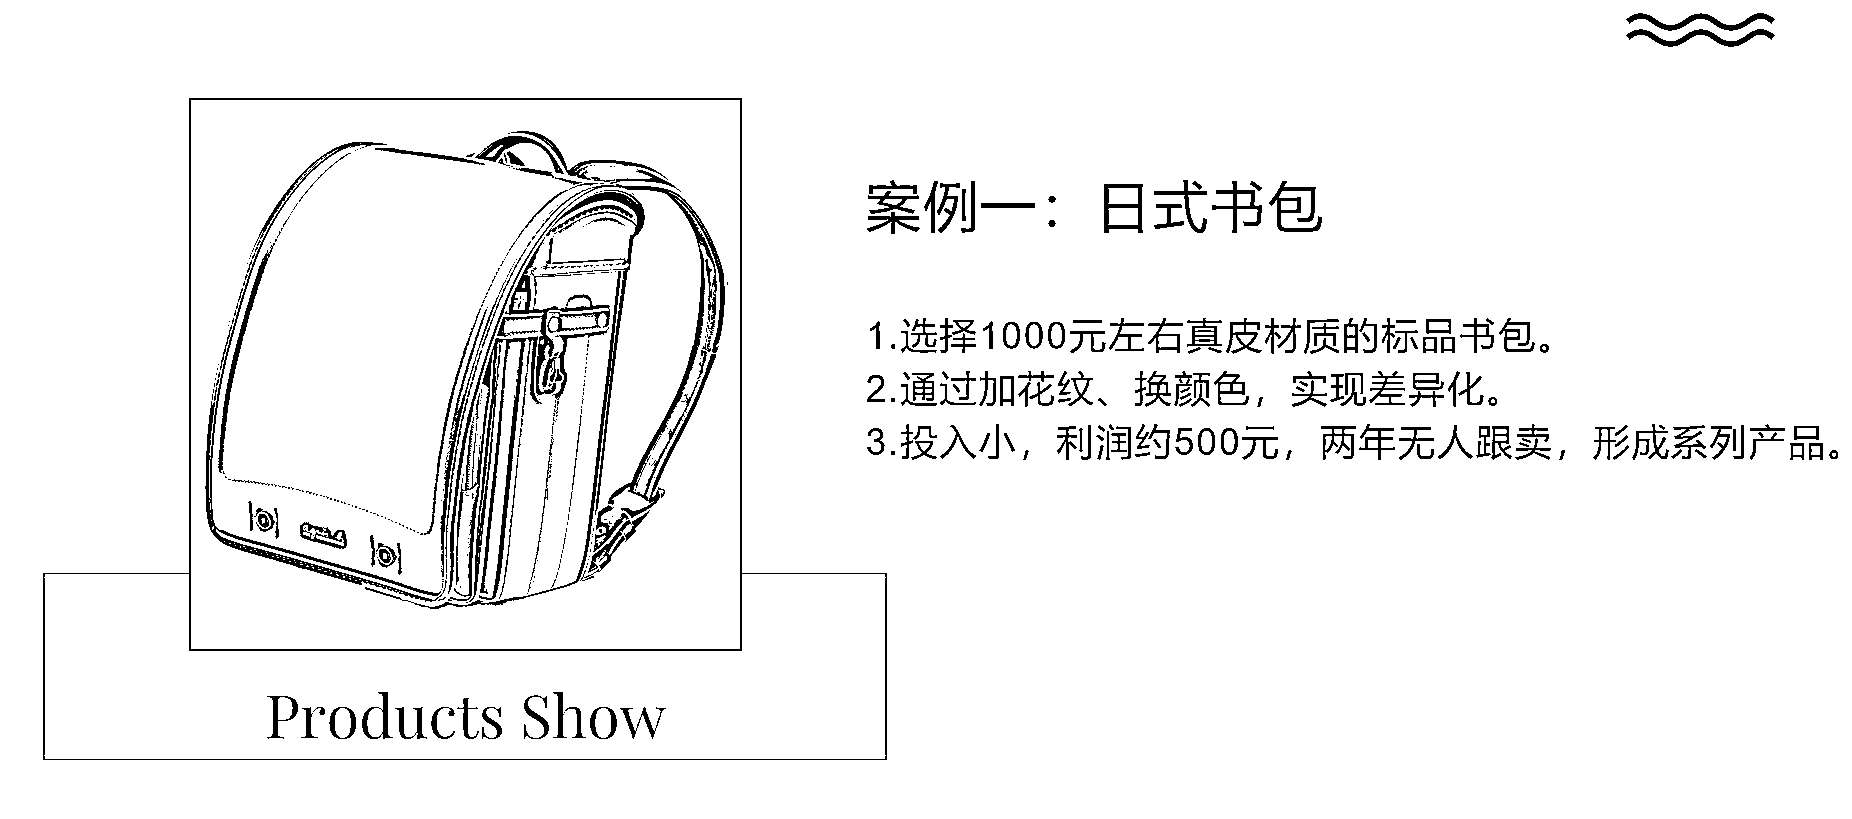 案例一：日式书包
1.选择1000元左右真皮材质的标品书包。
2.通过加花纹、换颜色，实现差异化。
3.投入小，利润约500元，两年无人跟卖，形成系列产品。
Products Show